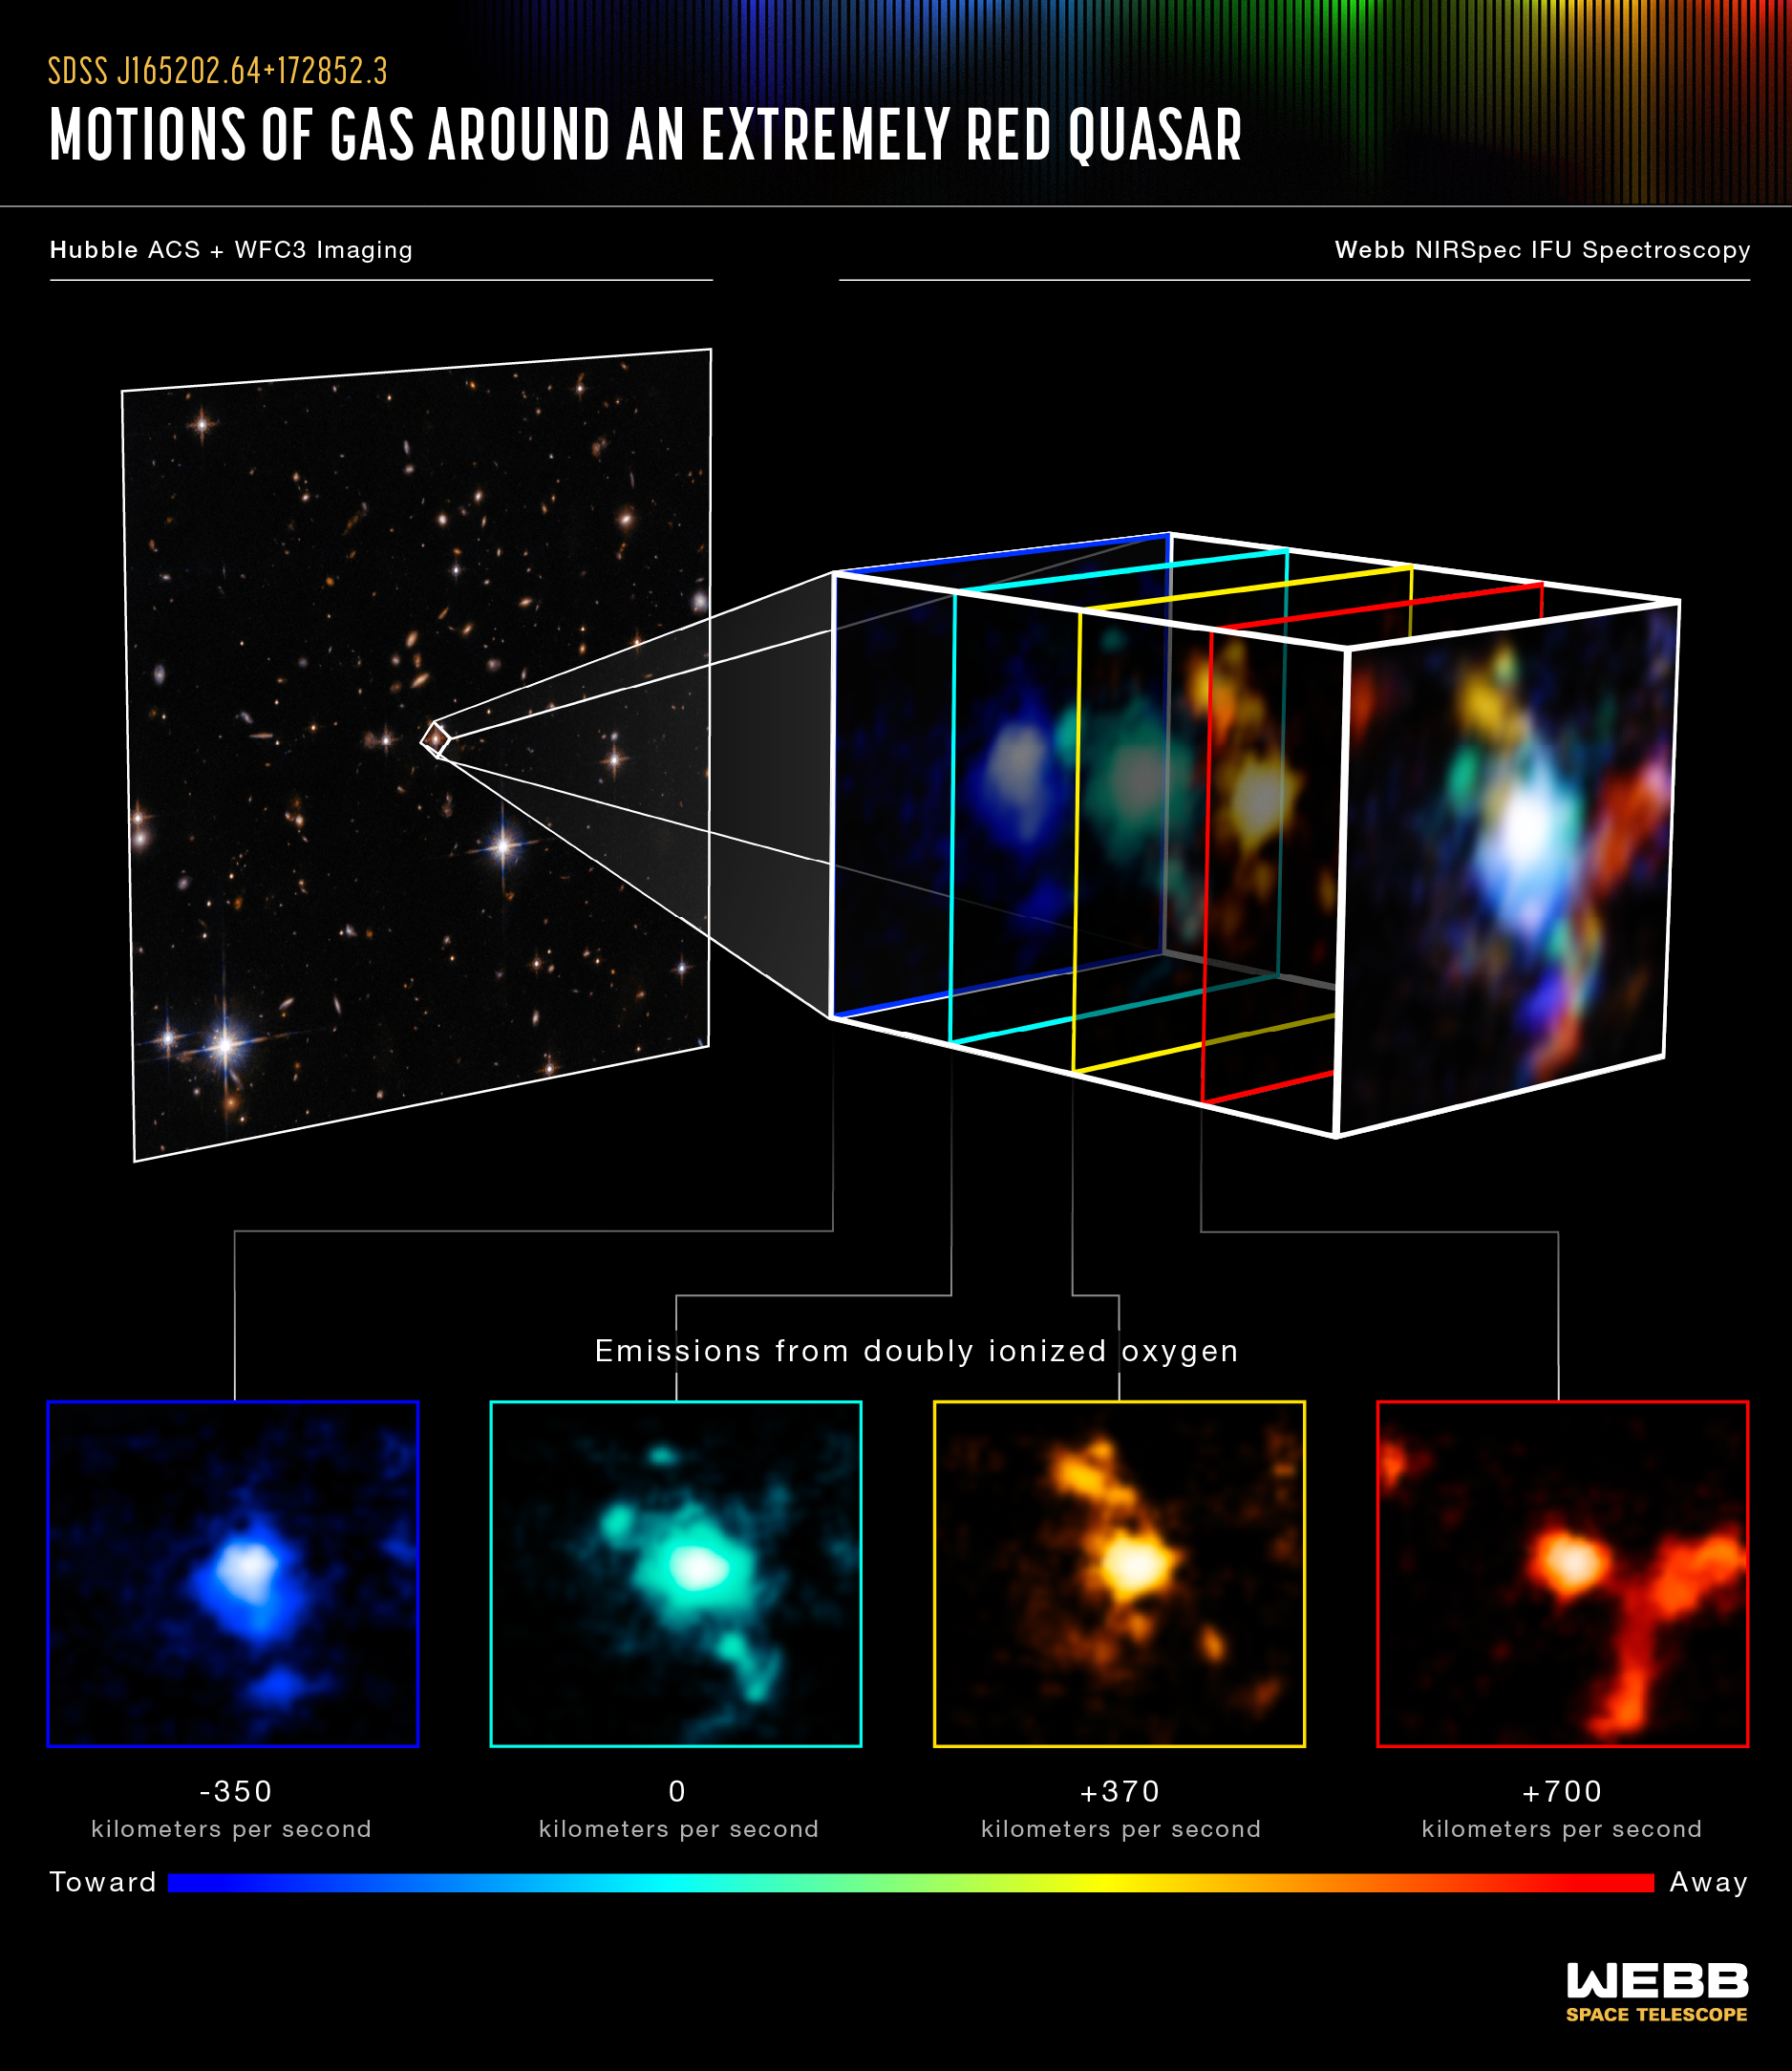 SDSS J165202.64+172852.3
MOTIONS OF GAS AROUND AN EXTREMELY RED QUASAR
Hubble ACS + WFC3 Imaging
Webb NIRSpec IFU Spectroscopy
Emissions from doubly ionized oxygen
-350
kilometers per second
0
kilometers per second
+370
kilometers per second
+700
kilometers per second
Toward
Away
WEBB
SPACE TELESCOPE